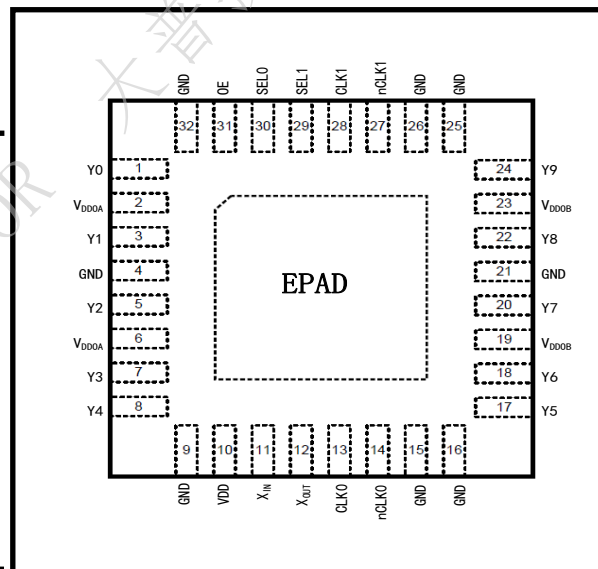 大普
OR
GND OE SEL0 SEL1 CLK1 nCLK1 GND GND
32 31 30 29 28 27 26 25
Y0 1 24 Y9
VDDOA 2 23 VDDOB
Y1 3 22 Y8
GND 4 21 GND
EPAD
Y2 5 20 Y7
VDDOA 6 19 VDDOB
Y3 7 18 Y6
Y4 8 17 Y5
9 10 11 12 13 14 15 16
GND VDD XIN XOUT CLK0 nCLK0 GND GND